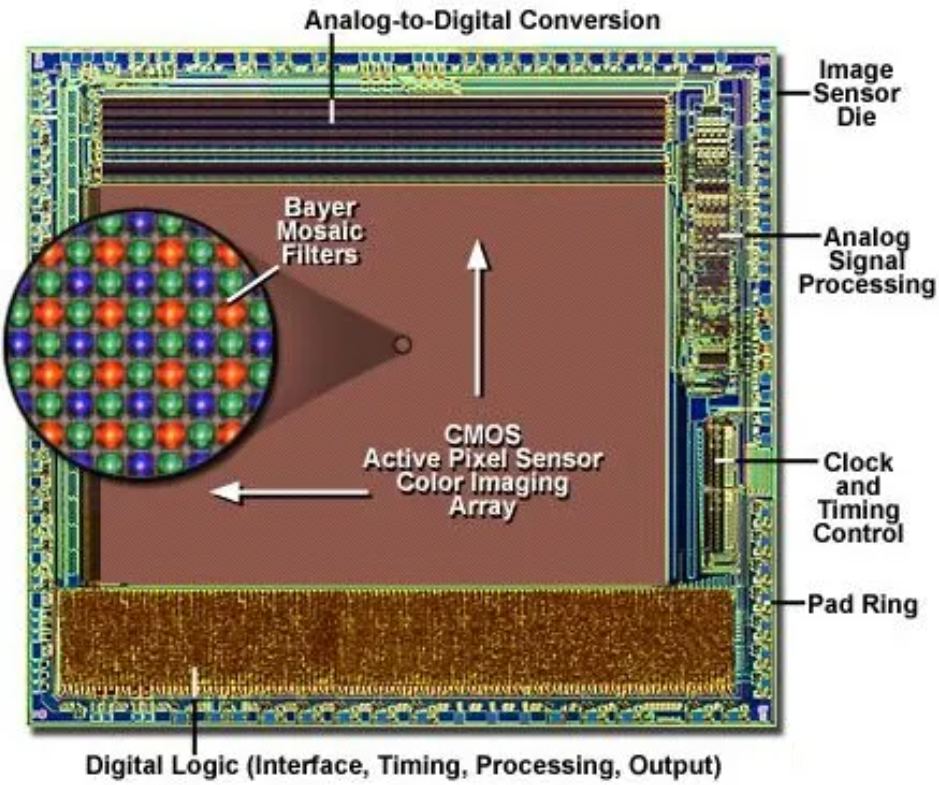 Analog-to-Digital Conversion
Image
Sensor
Die
Bayer
Mosaic
Filters
Analog
Signal
Processing
CMOS
Active Pixel Sensor
Color Imaging
Array
Clock
and
Timing
Control
Pad Ring
Digital Logic (Interface, Timing, Processing, Output)